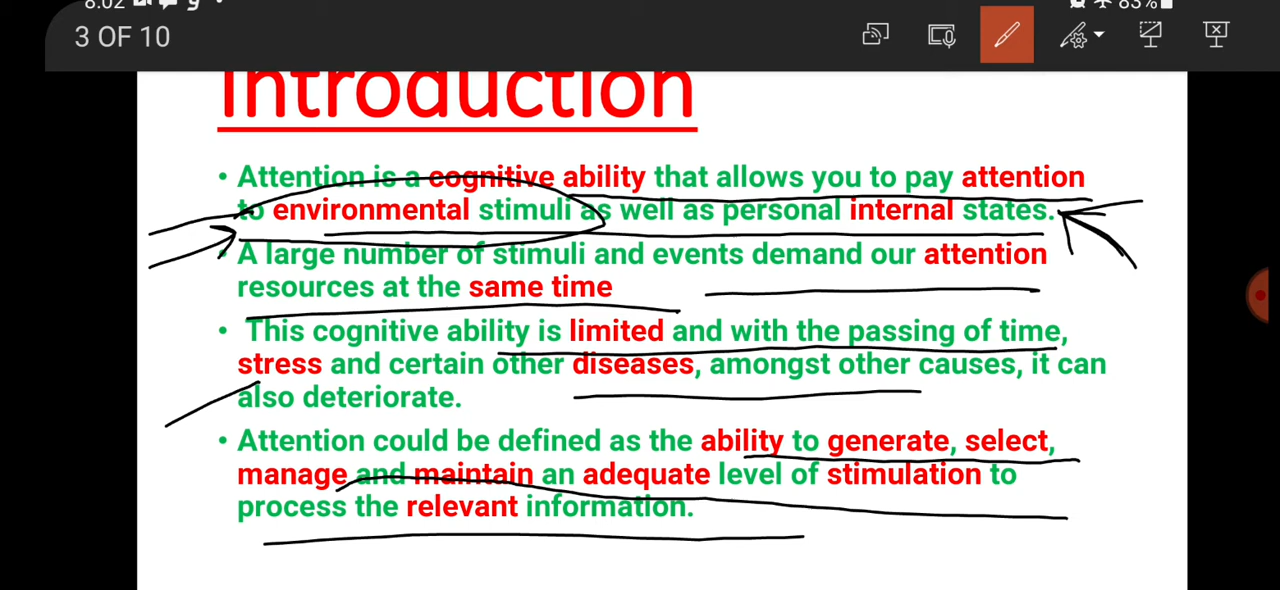 8:02
83%
3 OF 10
Introduction
• Attention is a cognitive ability that allows you to pay attention
to environmental stimuli as well as personal internal states.
• A large number of stimuli and events demand our attention
resources at the same time
• This cognitive ability is limited and with the passing of time,
stress and certain other diseases, amongst other causes, it can
also deteriorate.
• Attention could be defined as the ability to generate, select,
manage and maintain an adequate level of stimulation to
process the relevant information.